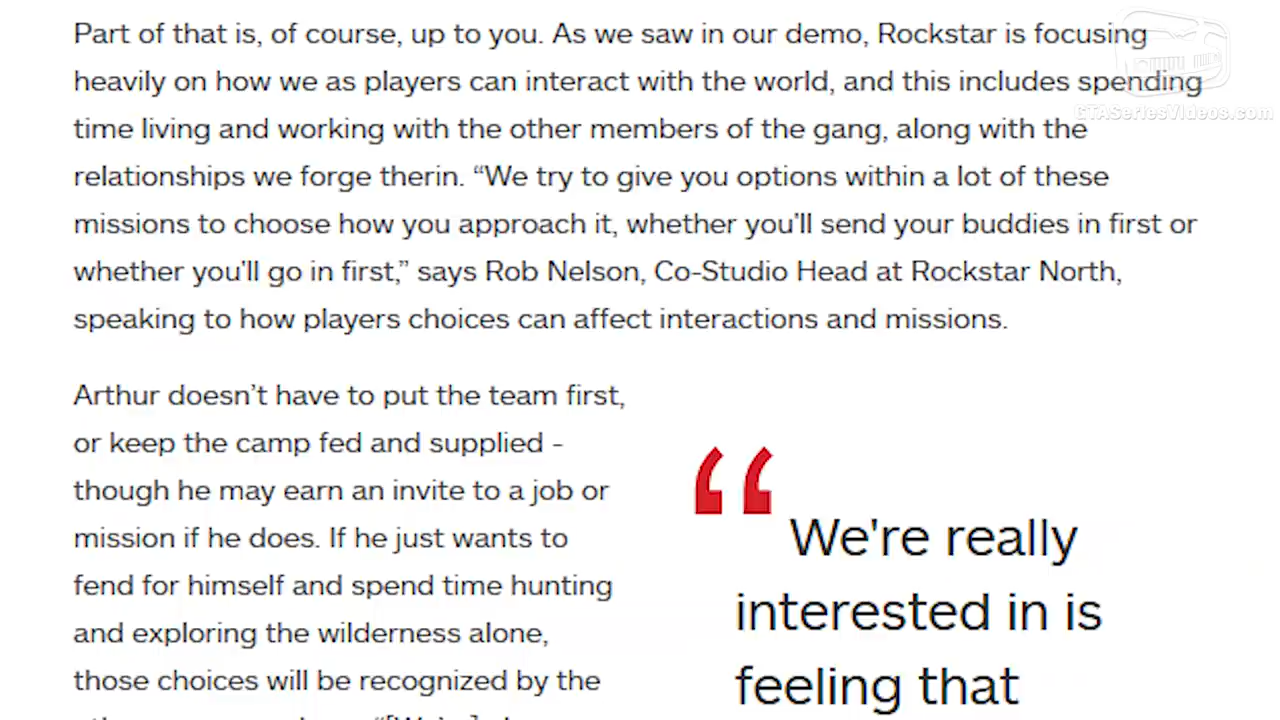 Part of that is, of course, up to you. As we saw in our demo, Rockstar is focusing
heavily on how we as players can interact with the world, and this includes spending
time living and working with the other members of the gang, along with the
relationships we forge therin. “We try to give you options within a lot of these
missions to choose how you approach it, whether you’ll send your buddies in first or
whether you’ll go in first,” says Rob Nelson, Co-Studio Head at Rockstar North,
speaking to how players choices can affect interactions and missions.
Arthur doesn’t have to put the team first,
or keep the camp fed and supplied -
though he may earn an invite to a job or
mission if he does. If he just wants to
fend for himself and spend time hunting
and exploring the wilderness alone,
those choices will be recognized by the
“
We're really
interested in is
feeling that
GTASeriesVideos.com